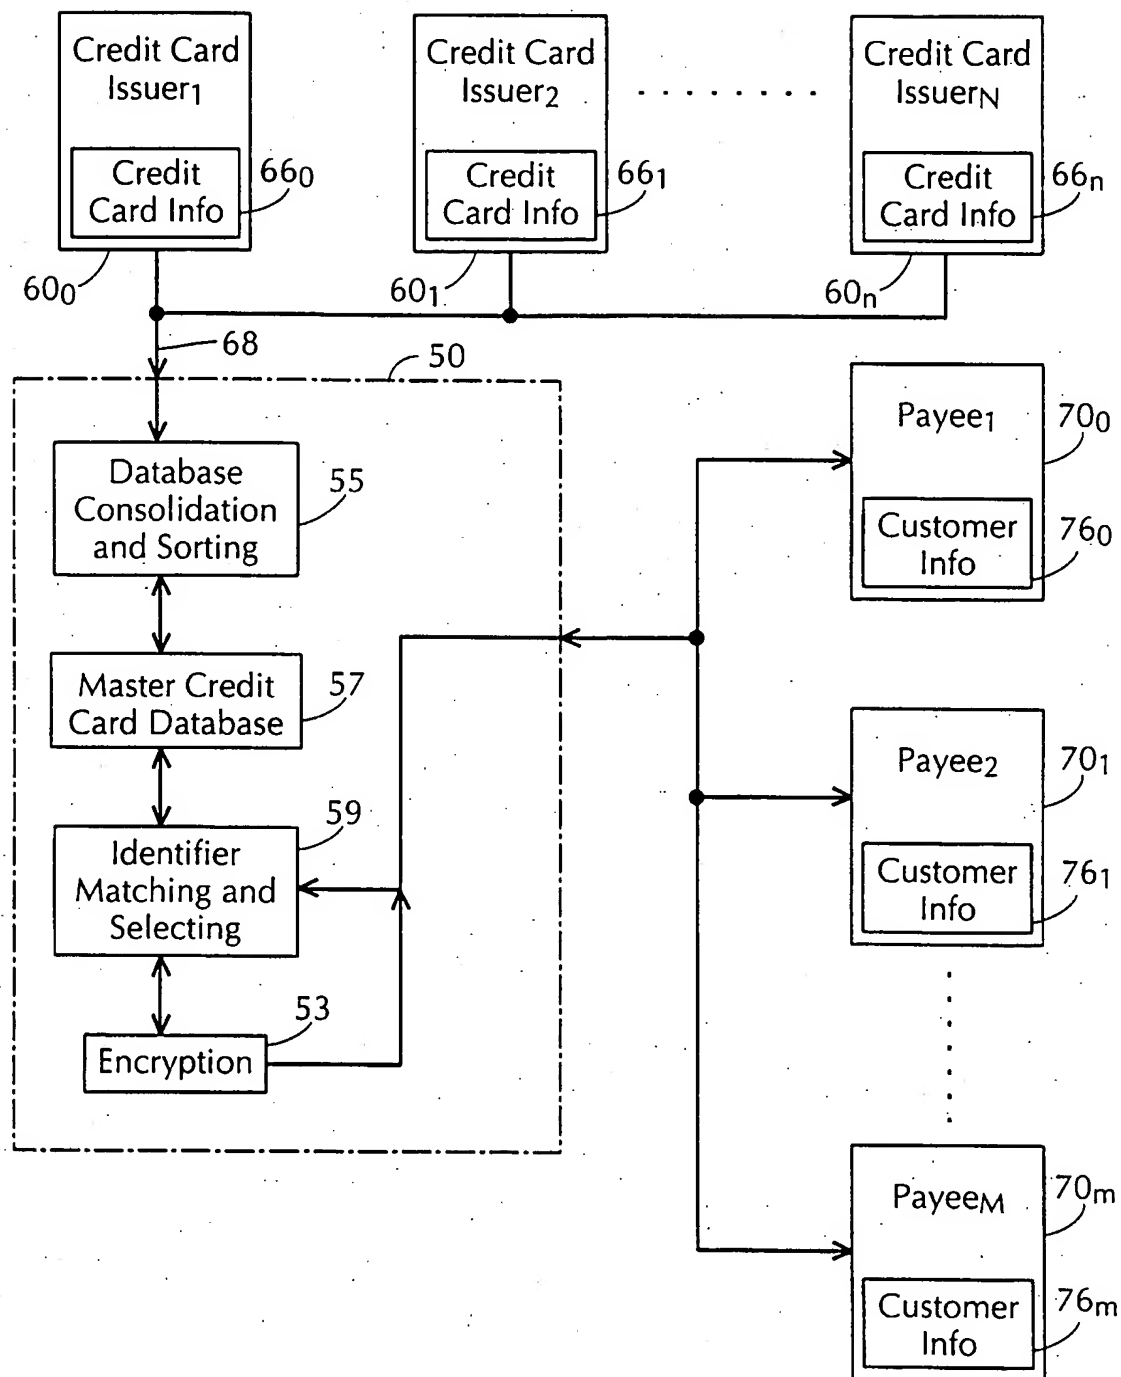 Credit Card
Issuer1
Credit
Card Info
660
600
Credit Card
Issuer2
Credit
Card Info
661
601
. . . . . . . . .
Credit Card
IssuerN
Credit
Card Info
66n
60n
68
50
Database
Consolidation
and Sorting
55
Master Credit
Card Database
57
Identifier
Matching and
Selecting
59
Encryption
53
Payee1
700
Customer
Info
760
Payee2
701
Customer
Info
761
PayeeM
70m
Customer
Info
76m